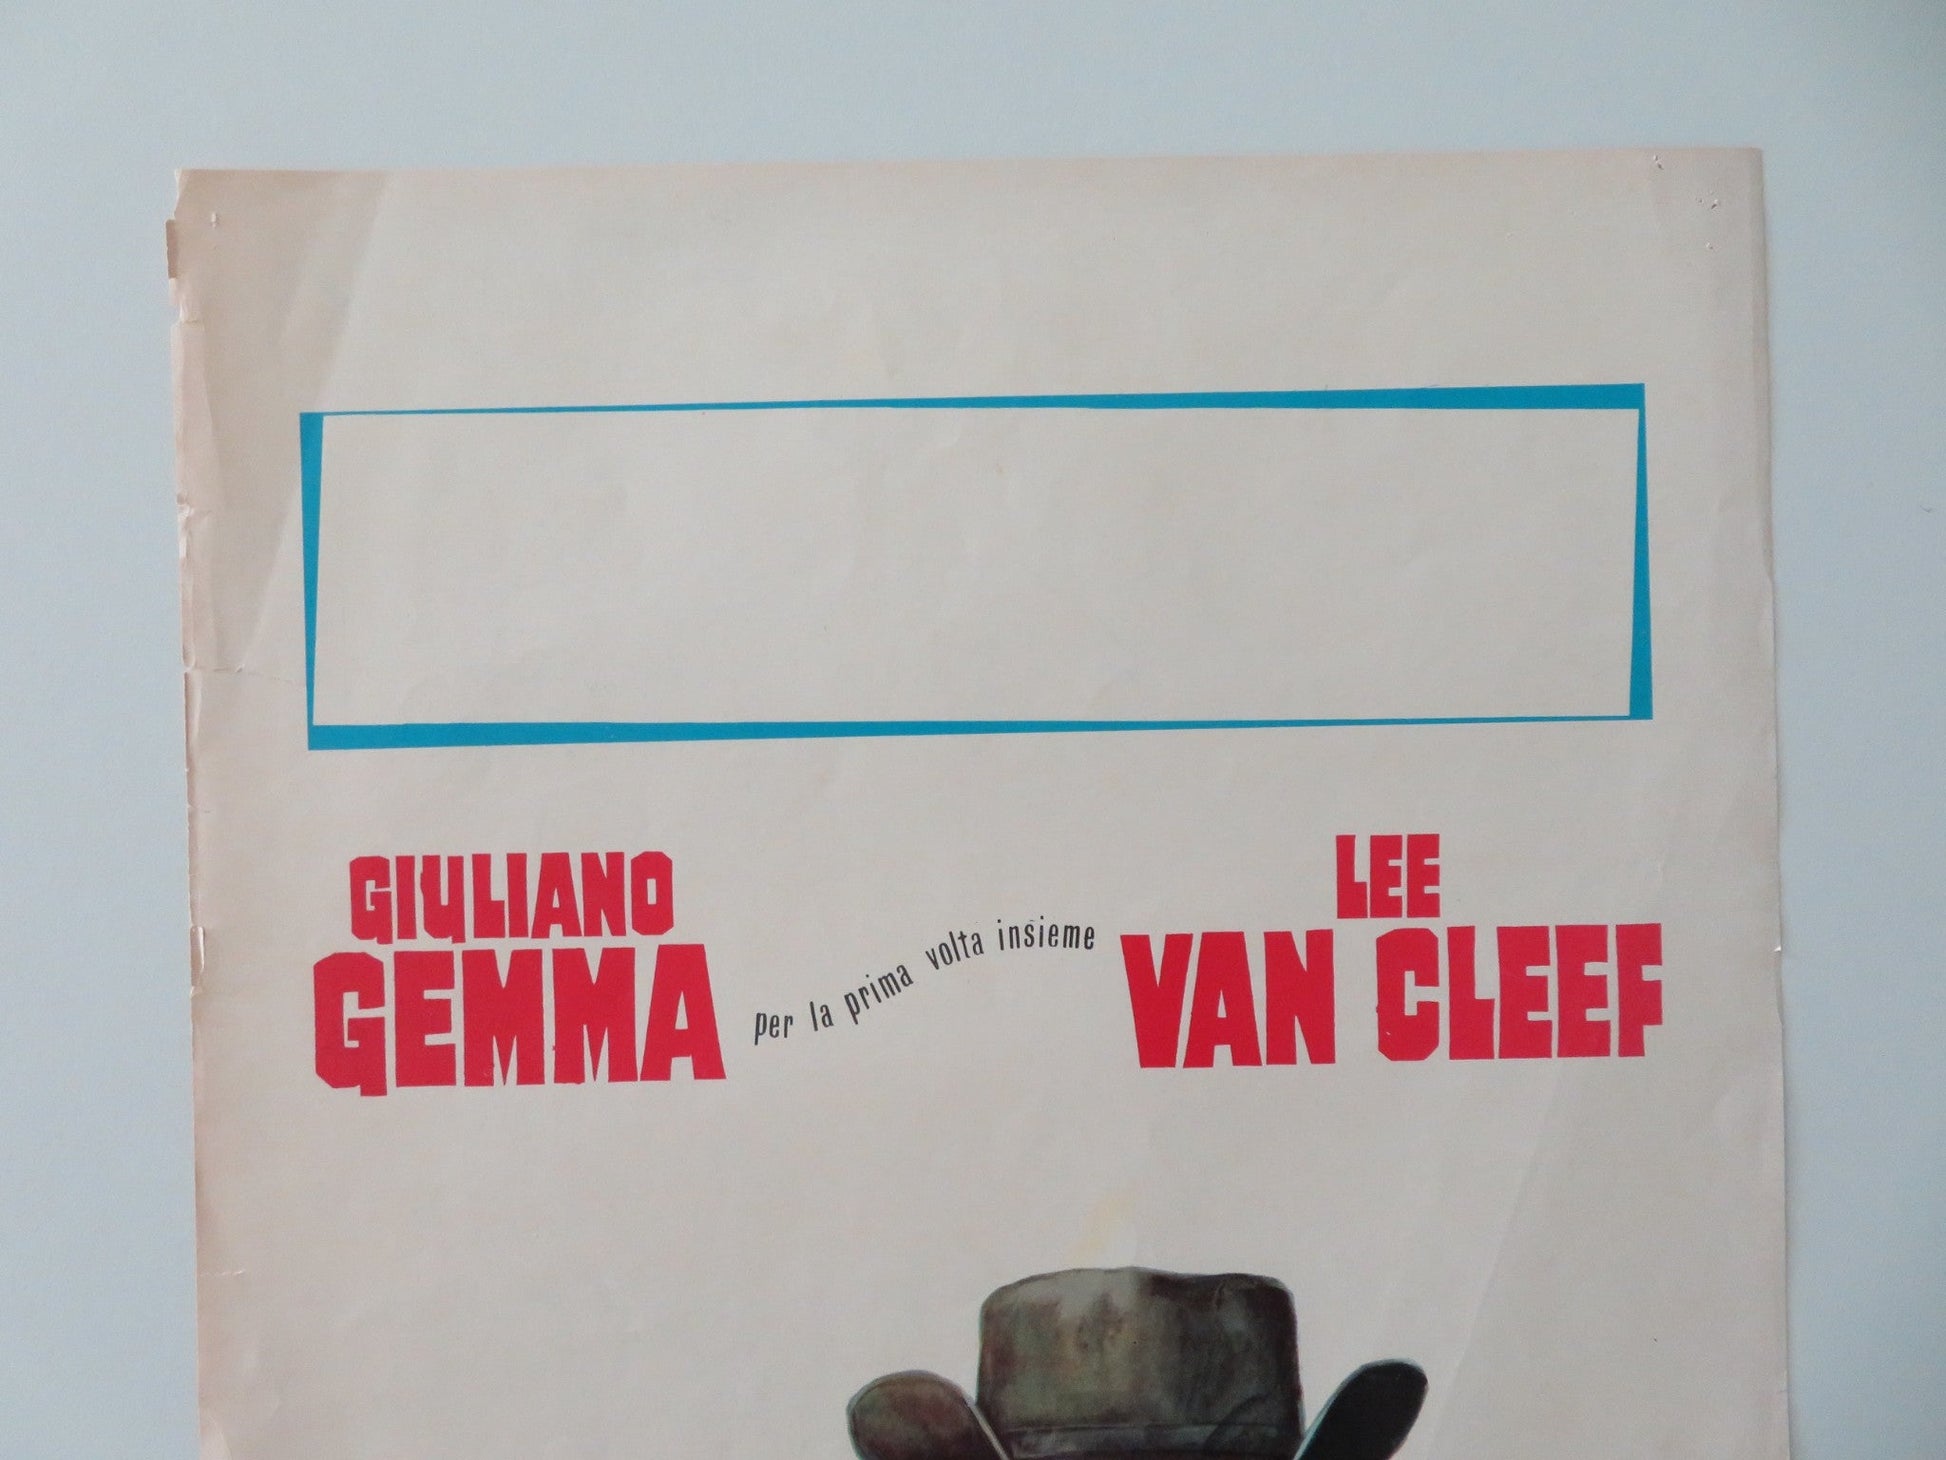 GIULIANO
GEMMA
per la prima volta insieme
LEE
VAN CLEEF